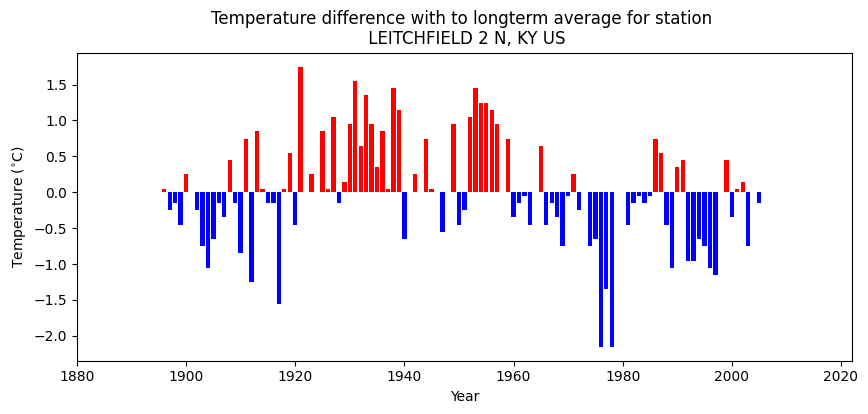 Temperature difference with to longterm average for station
LEITCHFIELD 2 N, KY US
1.5
1.0
0.5
0.0
−0.5
−1.0
−1.5
−2.0
Temperature (°C)
1880 1900 1920 1940 1960 1980 2000 2020
Year